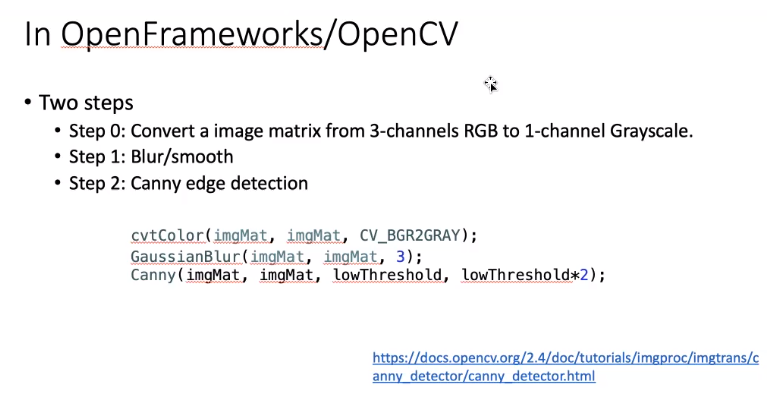 In OpenFrameworks/OpenCV
• Two steps
• Step 0: Convert a image matrix from 3-channels RGB to 1-channel Grayscale.
• Step 1: Blur/smooth
• Step 2: Canny edge detection
cvtColor(imgMat, imgMat, CV_BGR2GRAY);
GaussianBlur(imgMat, imgMat, 3);
Canny(imgMat, imgMat, lowThreshold, lowThreshold*2);
https://docs.opencv.org/2.4/doc/tutorials/imgproc/imgtrans/c
anny_detector/canny_detector.html